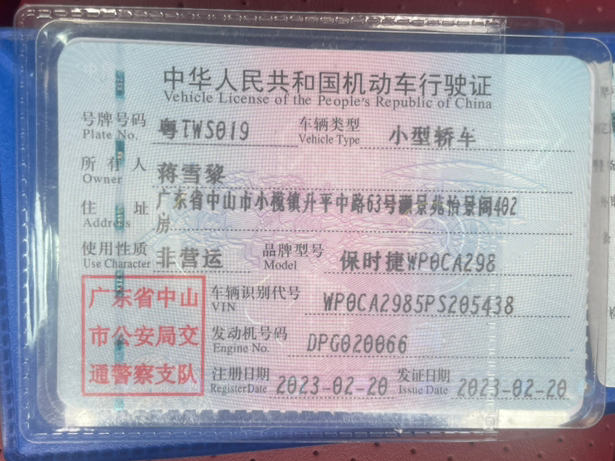 中华人民共和国机动车行驶证
Vehicle License of the People's Republic of China
号牌号码 粤TWS019 车辆类型 小型轿车
Plate No. Vehicle Type
所有人 蒋雪黎
Owner
住址 广东省中山市小榄镇升平中路63号灏景苑怡景阁402
Address 房
使用性质 非营运 品牌型号 保时捷WP0CA298
Use Character Model
广东省中山 车辆识别代号 WP0CA2985PS205438
VIN
市公安局交 发动机号码 DPG020066
Engine No.
通警察支队 注册日期 2023-02-20 发证日期 2023-02-20
Register Date Issue Date